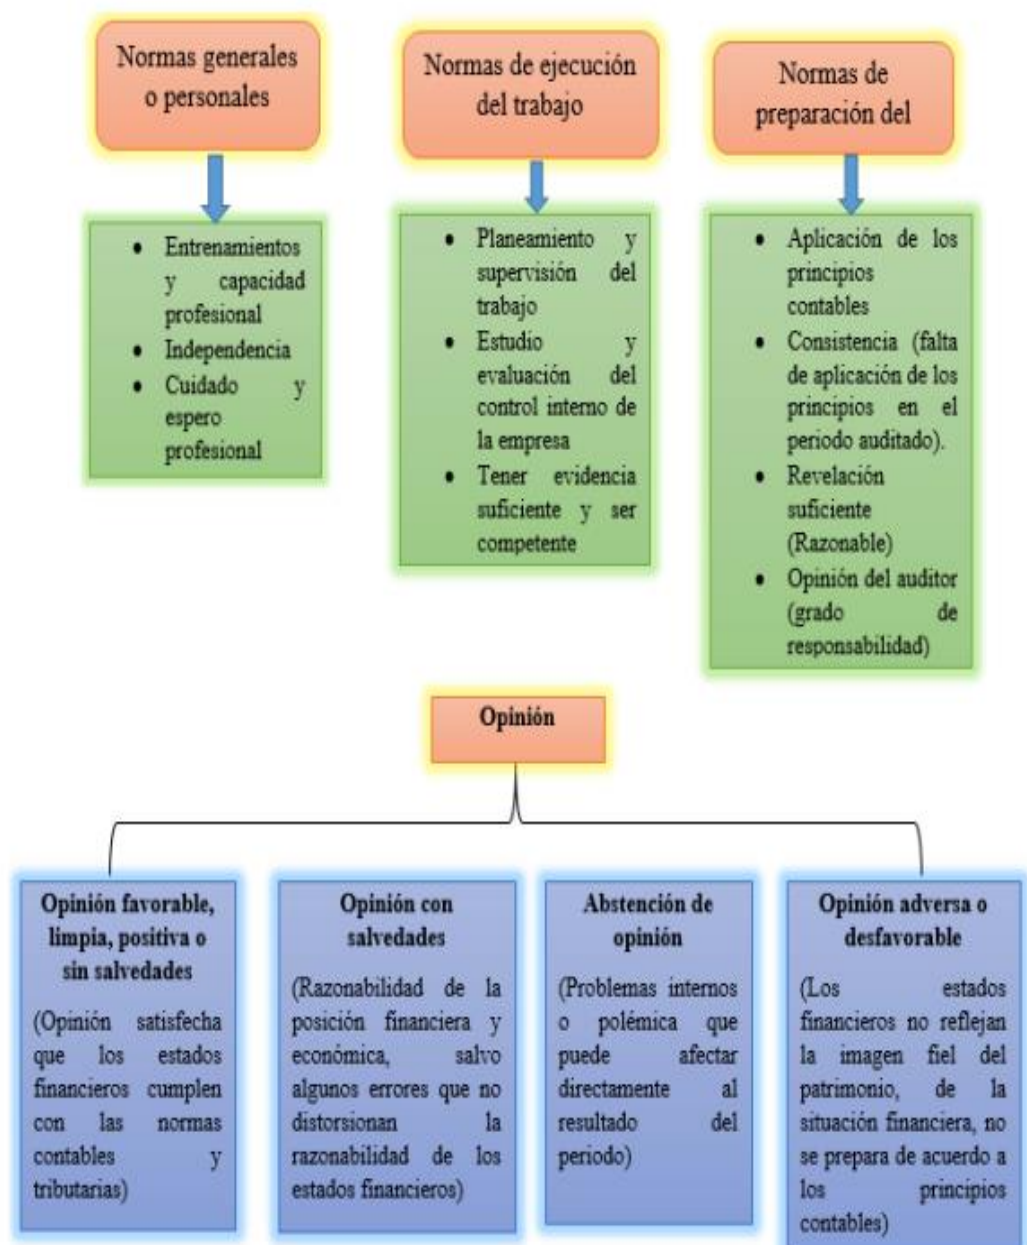 Normas generales
o personales
Normas de ejecución
del trabajo
Normas de
preparación del
• Entrenamientos
y capacidad
profesional
• Independencia
• Cuidado y
espero
profesional
• Planeamiento y
supervisión del
trabajo
• Estudio y
evaluación del
control interno de
la empresa
• Tener evidencia
suficiente y ser
competente
• Aplicación de los
principios
contables
• Consistencia (falta
de aplicación de los
principios en el
periodo auditado).
• Revelación
suficiente
(Razonable)
• Opinión del auditor
(grado de
responsabilidad)
Opinión
Opinión favorable,
limpia, positiva o
sin salvedades
(Opinión satisfecha
que los estados
financieros cumplen
con las normas
contables y
tributarias)
Opinión con
salvedades
(Razonabilidad de la
posición financiera y
económica, salvo
algunos errores que no
distorsionan la
razonabilidad de los
estados financieros)
Abstención de
opinión
(Problemas internos
o polémica que
puede afectar
directamente al
resultado del
periodo)
Opinión adversa o
desfavorable
(Los estados
financieros no reflejan
la imagen fiel del
patrimonio, de la
situación financiera, no
se prepara de acuerdo a
los principios
contables)